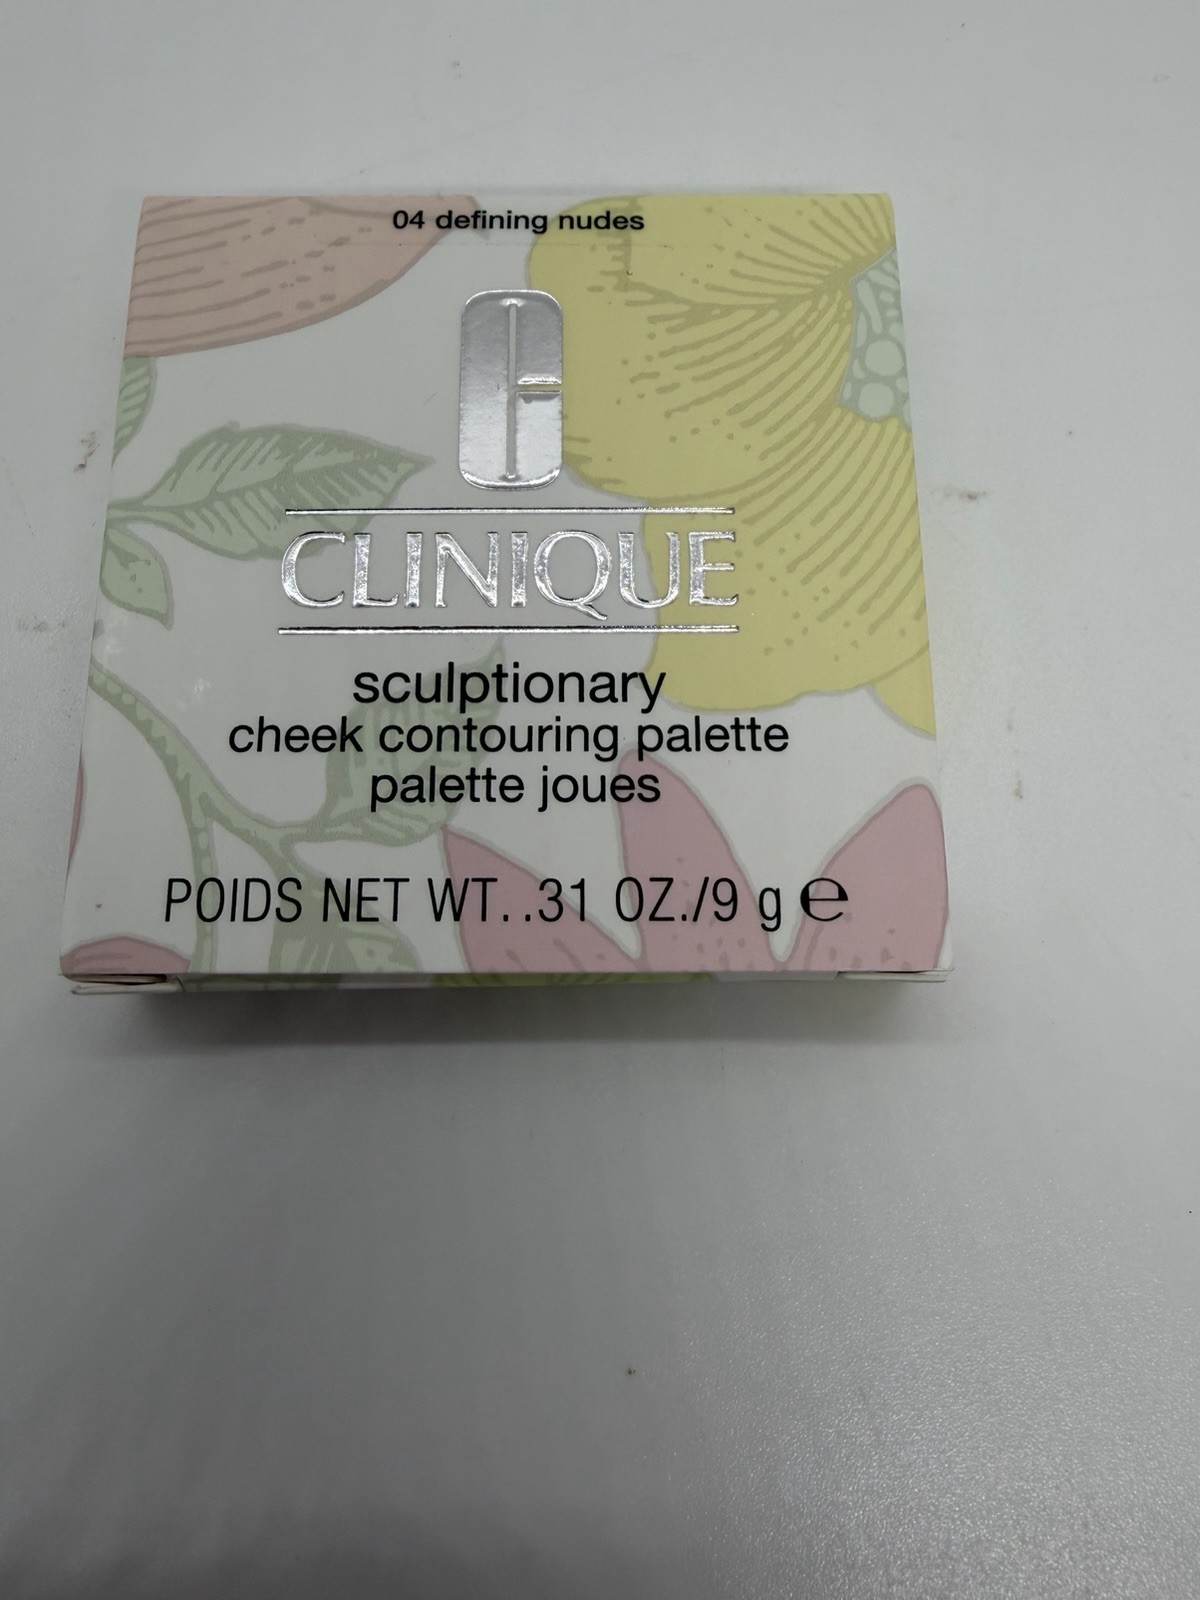 04 defining nudes
CLINIQUE
sculptionary
cheek contouring palette
palette joues
POIDS NET WT. .31 OZ./9 g ℮